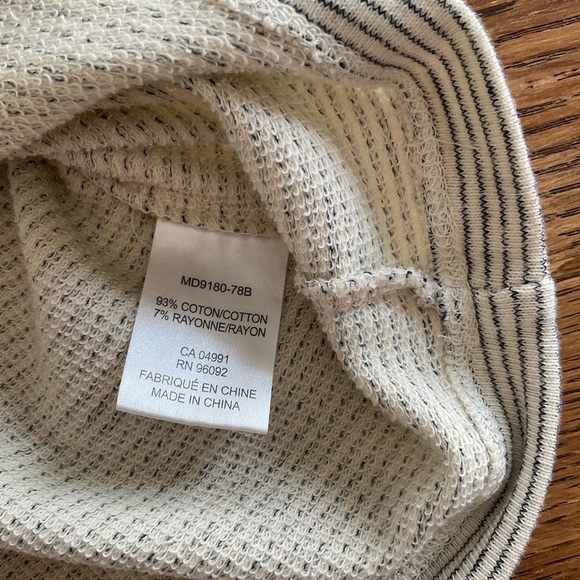 MD9180-78B
93% COTON/COTTON
7% RAYONNE/RAYON
CA 04991
RN 96092
FABRIQUÉ EN CHINE
MADE IN CHINA